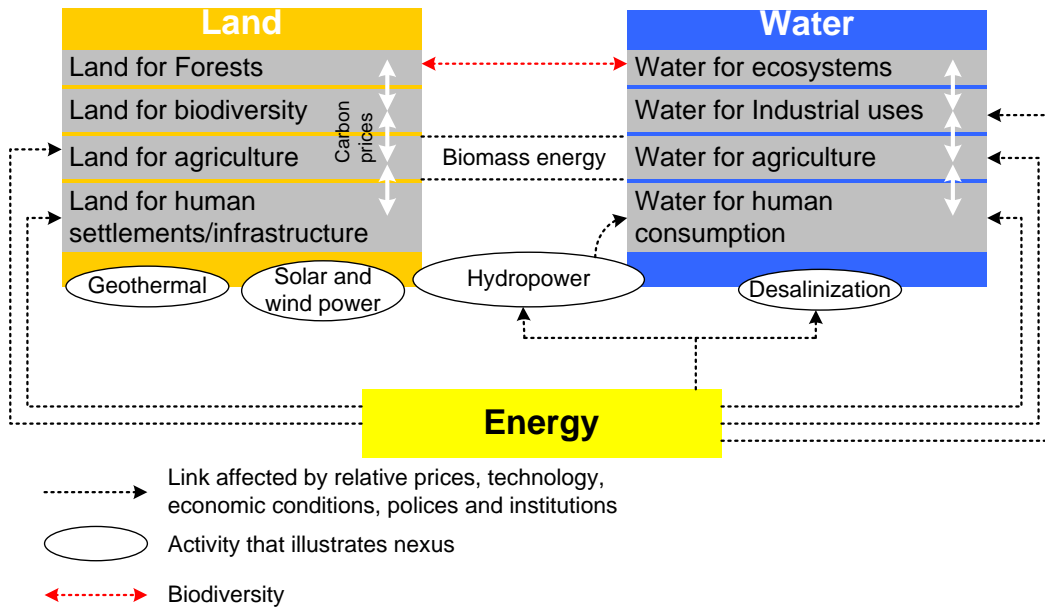 Land
Land for Forests
Land for biodiversity
Land for agriculture
Land for human
settlements/infrastructure
Carbon
prices
Biomass energy
Water
Water for ecosystems
Water for Industrial uses
Water for agriculture
Water for human
consumption
Geothermal
Solar and
wind power
Hydropower
Desalinization
Energy
Link affected by relative prices, technology,
economic conditions, polices and institutions
Activity that illustrates nexus
Biodiversity